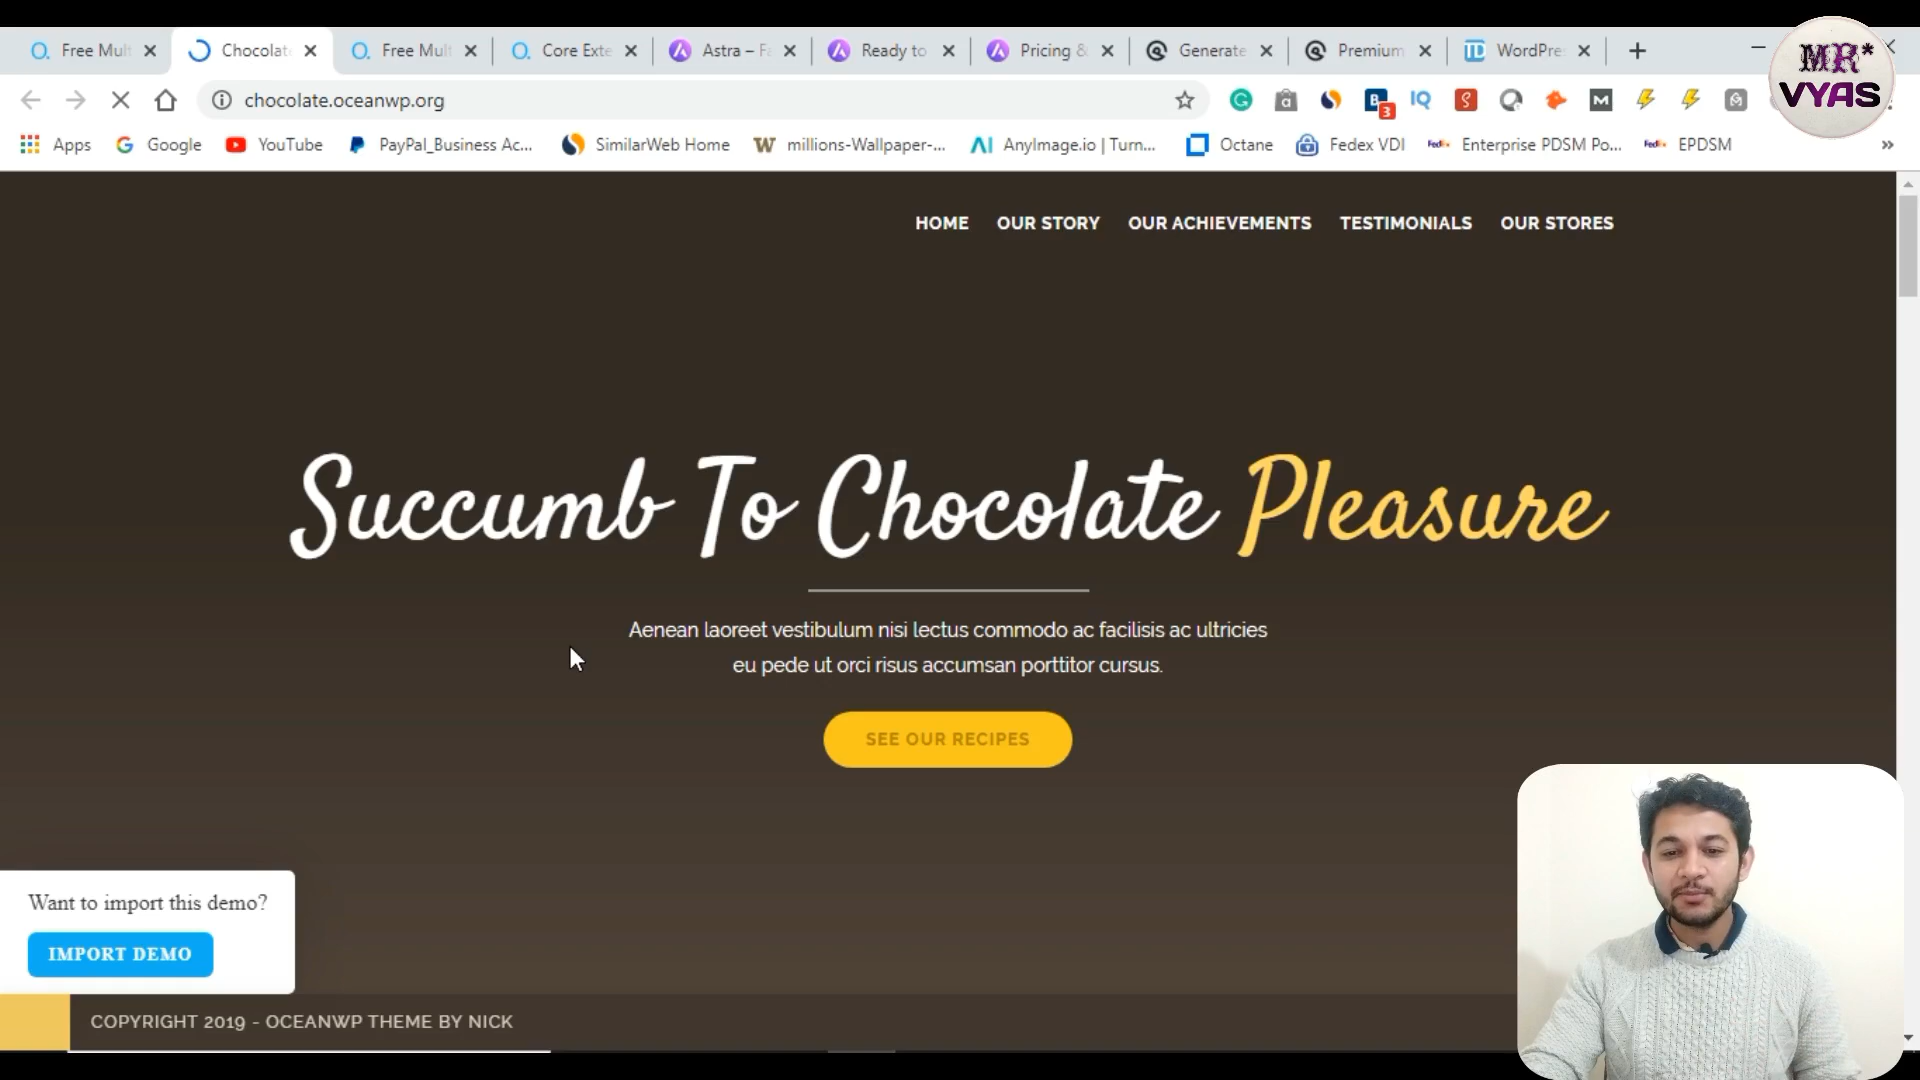 Free Mult
Chocolat
Free Mult
Core Exte
Astra – Fa
Ready to
Pricing &
Generate
Premium
WordPre
MR*
VYAS
chocolate.oceanwp.org
3
Apps
Google
YouTube
PayPal_Business Ac...
SimilarWeb Home
millions-Wallpaper-...
AnyImage.io | Turn...
Octane
Fedex VDI
Enterprise PDSM Po...
EPDSM
HOME
OUR STORY
OUR ACHIEVEMENTS
TESTIMONIALS
OUR STORES
Succumb To Chocolate Pleasure
Aenean laoreet vestibulum nisi lectus commodo ac facilisis ac ultricies
eu pede ut orci risus accumsan porttitor cursus.
SEE OUR RECIPES
Want to import this demo?
IMPORT DEMO
COPYRIGHT 2019 - OCEANWP THEME BY NICK